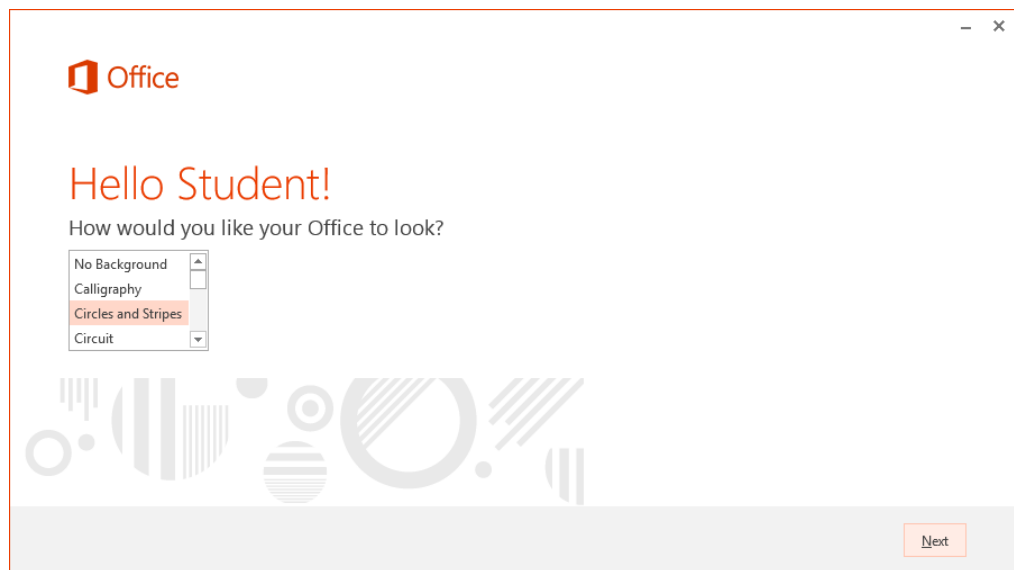 Office
Hello Student!
How would you like your Office to look?
No Background
Calligraphy
Circles and Stripes
Circuit
Next